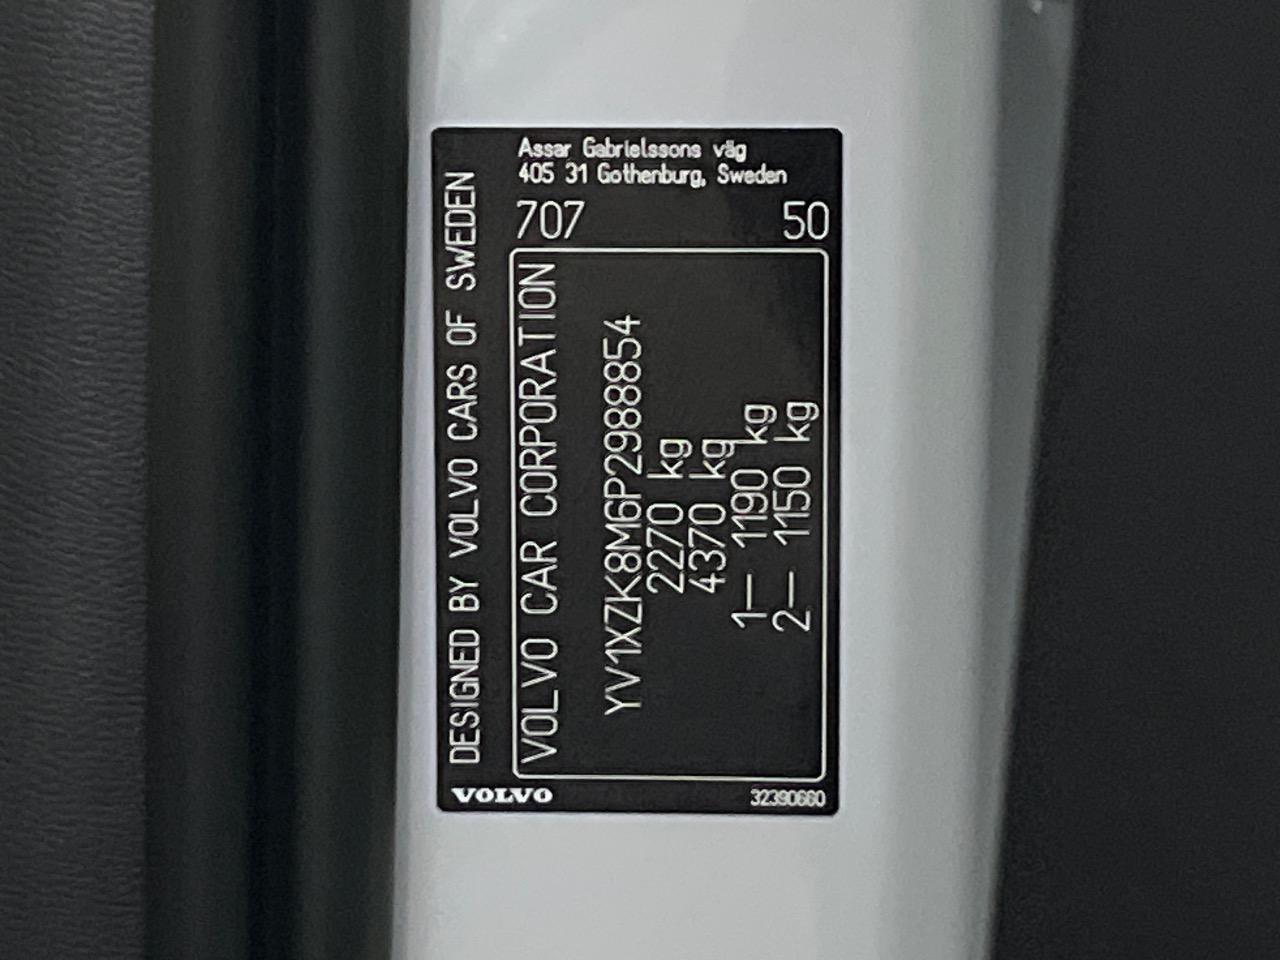 Assar Gabrielssons väg
405 31 Gothenburg, Sweden
707 50
DESIGNED BY VOLVO CARS OF SWEDEN
VOLVO CAR CORPORATION
YV1XZK8M6P2988854
2270 kg
4370 kg
1— 1190 kg
2— 1150 kg
VOLVO
32390660